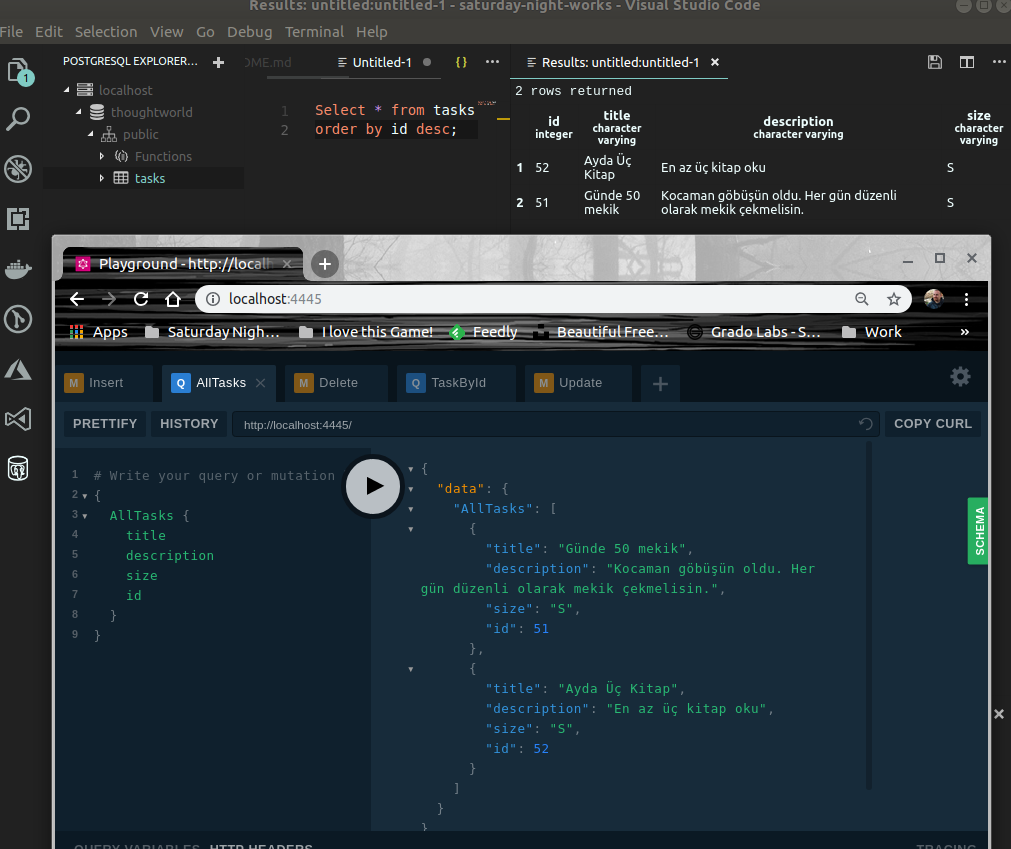 Results: untitled:untitled-1 - saturday-night-works - Visual Studio Code
File Edit Selection View Go Debug Terminal Help
1
POSTGRESQL EXPLORER...
localhost
thoughtworld
public
Functions
tasks
OME.md
Untitled-1
{}
1 Select * from tasks
2 order by id desc;
Results: untitled:untitled-1
2 rows returned
id integer title character varying description character varying size character varying
1 52 Ayda Üç Kitap En az üç kitap oku S
2 51 Günde 50 mekik Kocaman göbüşün oldu. Her gün düzenli olarak mekik çekmelisin. S
Playground - http://localh
localhost:4445
Apps Saturday Nigh... I love this Game! Feedly Beautiful Free... Grado Labs - S... Work »
M Insert Q AllTasks M Delete Q TaskById M Update
PRETTIFY HISTORY http://localhost:4445/ COPY CURL
1 # Write your query or mutation
2 {
3 AllTasks {
4 title
5 description
6 size
7 id
8 }
9 }
{
"data": {
"AllTasks": [
{
"title": "Günde 50 mekik",
"description": "Kocaman göbüşün oldu. Her
gün düzenli olarak mekik çekmelisin.",
"size": "S",
"id": 51
},
{
"title": "Ayda Üç Kitap",
"description": "En az üç kitap oku",
"size": "S",
"id": 52
}
]
}
}
SCHEMA
QUERY VARIABLES HTTP HEADERS
TRACING